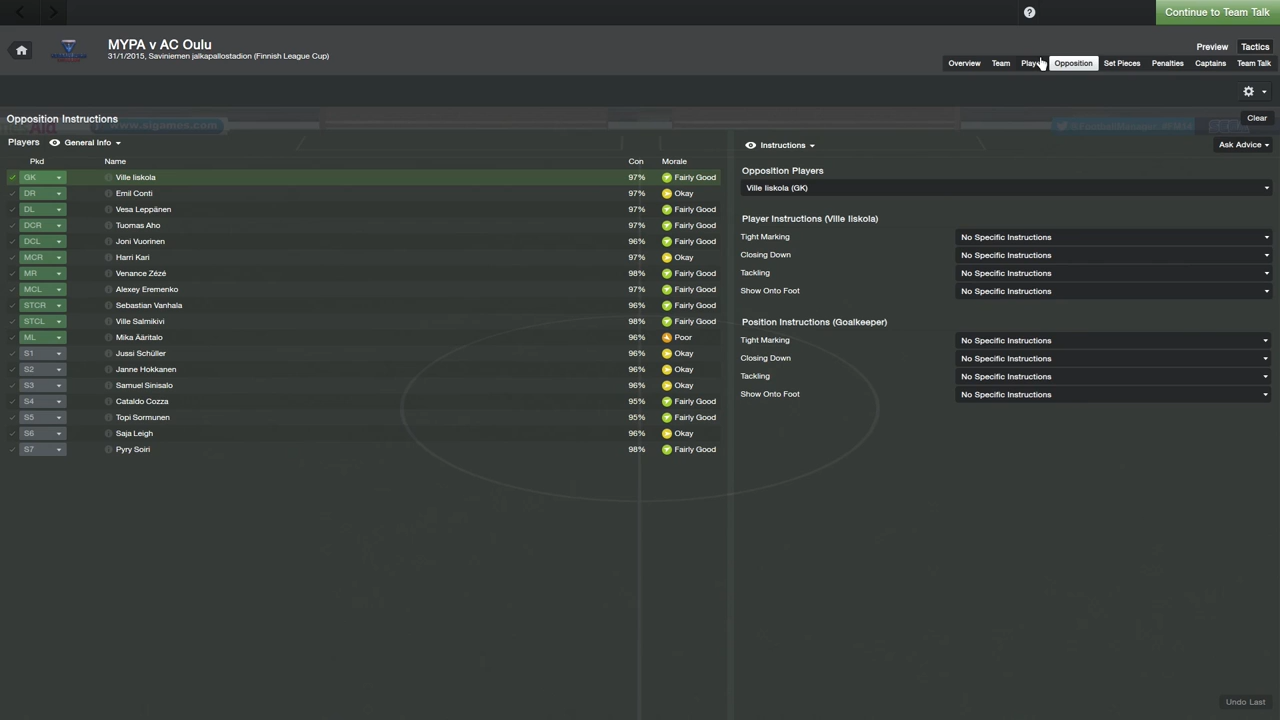 Continue to Team Talk
MYPA v AC Oulu
31/1/2015, Saviniemen jalkapallostadion (Finnish League Cup)
Preview Tactics
Overview Team Opposition Set Pieces Penalties Captains Team Talk
Opposition Instructions
www.sigames.com
Clear
Players General Info
Instructions
Ask Advice
Pkd Name Con Morale
GK Ville Iiskola 97% Fairly Good
DR Emil Conti 97% Okay
DL Vesa Leppänen 97% Fairly Good
DCR Tuomas Aho 97% Fairly Good
DCL Joni Vuorinen 96% Fairly Good
MCR Harri Kari 97% Okay
MR Venance Zézé 98% Fairly Good
MCL Alexey Eremenko 97% Fairly Good
STCR Sebastian Vanhala 96% Fairly Good
STCL Ville Salmikivi 98% Fairly Good
ML Mika Ääritalo 96% Poor
S1 Jussi Schüller 96% Okay
S2 Janne Hokkanen 96% Okay
S3 Samuel Sinisalo 96% Okay
S4 Cataldo Cozza 95% Fairly Good
S5 Topi Sormunen 95% Fairly Good
S6 Saja Leigh 96% Okay
S7 Pyry Soiri 98% Fairly Good
Opposition Players
Ville Iiskola (GK)
Player Instructions (Ville Iiskola)
Tight Marking No Specific Instructions
Closing Down No Specific Instructions
Tackling No Specific Instructions
Show Onto Foot No Specific Instructions
Position Instructions (Goalkeeper)
Tight Marking No Specific Instructions
Closing Down No Specific Instructions
Tackling No Specific Instructions
Show Onto Foot No Specific Instructions
Undo Last